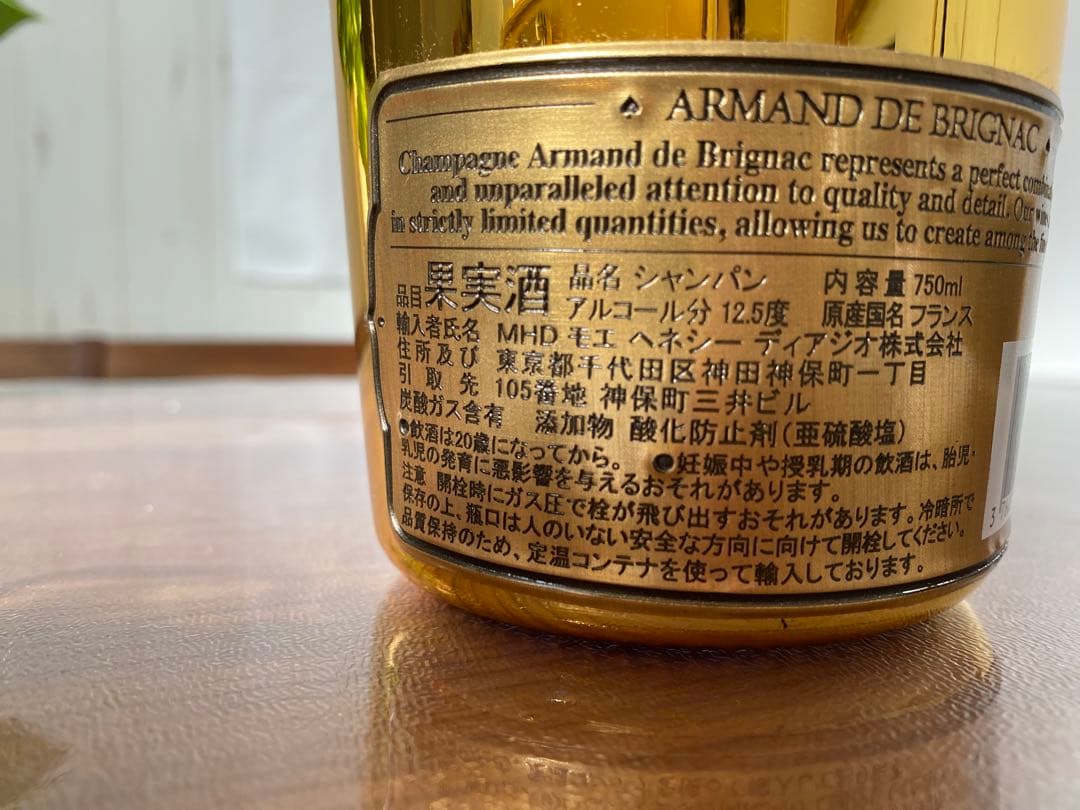 ♠ ARMAND DE BRIGNAC ♠
Champagne Armand de Brignac represents a perfect
and unparalleled attention to quality and detail. Our
in strictly limited quantities, allowing us to create among the
品目 果実酒 品名 シャンパン 内容量 750ml
アルコール分 12.5度 原産国名 フランス
輸入者氏名 MHD モエ ヘネシー ディアジオ株式会社
住所及び 東京都千代田区神田神保町一丁目
引取先 105番地 神保町三井ビル
炭酸ガス含有 添加物 酸化防止剤(亜硫酸塩)
●飲酒は20歳になってから。 ●妊娠中や授乳期の飲酒は、胎児・
乳児の発育に悪影響を与えるおそれがあります。
注意 開栓時にガス圧で栓が飛び出すおそれがあります。冷暗所で
保存の上、瓶口は人のいない安全な方向に向けて開栓してください。
品質保持のため、定温コンテナを使って輸入しております。
3